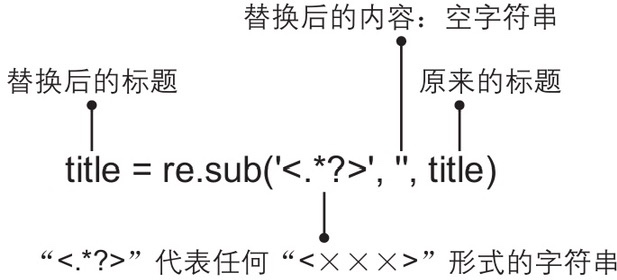 替换后的内容：空字符串
替换后的标题
原来的标题
title = re.sub('<.*?>', '', title)
“<.*?>”代表任何“<×××>”形式的字符串